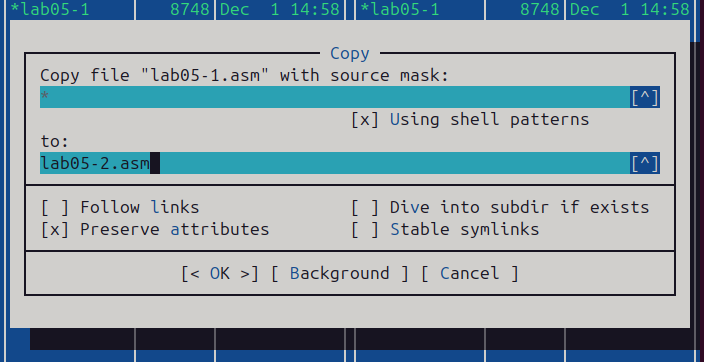 *lab05-1 8748 Dec 1 14:58 *lab05-1 8748 Dec 1 14:58
Copy
Copy file "lab05-1.asm" with source mask:
* [^]
[x] Using shell patterns
to:
lab05-2.asm [^]
[ ] Follow links [ ] Dive into subdir if exists
[x] Preserve attributes [ ] Stable symlinks
[< OK >] [ Background ] [ Cancel ]